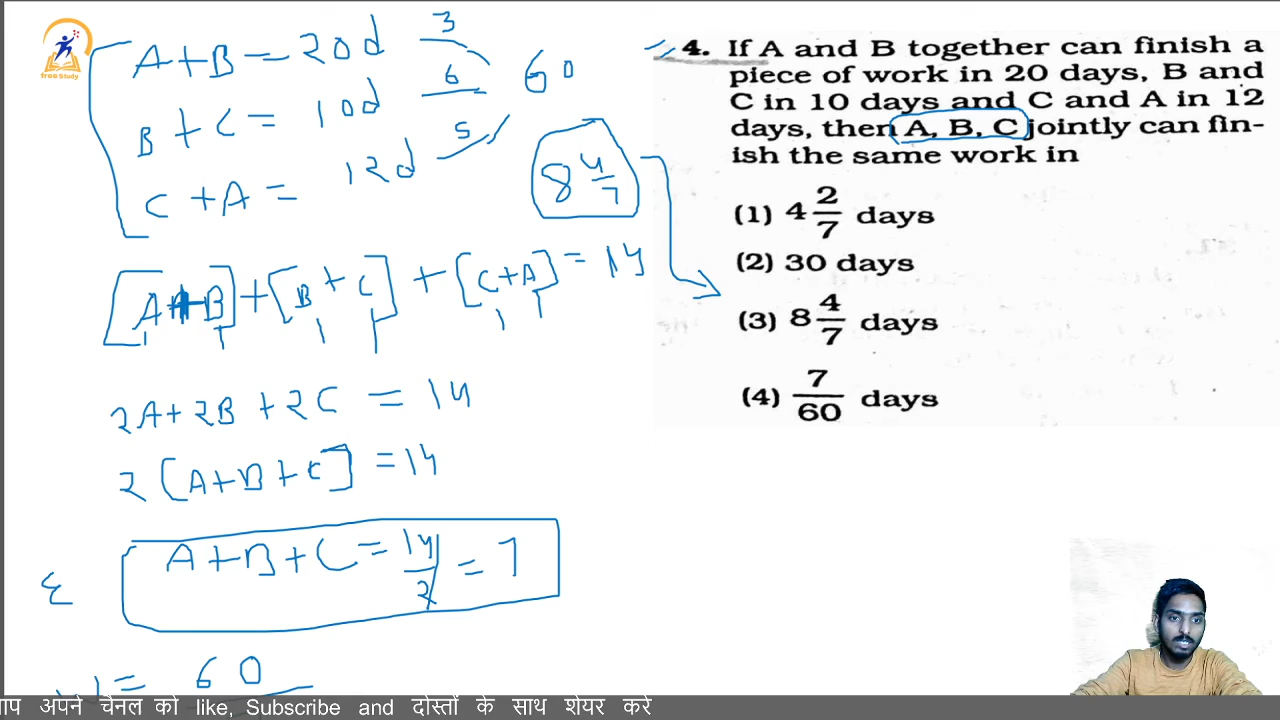 free Study
A+B = 20d 3
B + C = 10d 6 60
C + A = 12d 5
8 4/7
[A+B] + [B + C] + [C+A] = 14
2A+2B+2C = 14
2[A+B+C] = 14
A+B+C = 14/2 = 7
ε
= 60
4. If A and B together can finish a
piece of work in 20 days, B and
C in 10 days and C and A in 12
days, then A, B, C jointly can fin-
ish the same work in
(1) 4 2/7 days
(2) 30 days
(3) 8 4/7 days
(4) 7/60 days
अपने चैनल को like, Subscribe and दोस्तों के साथ शेयर करें